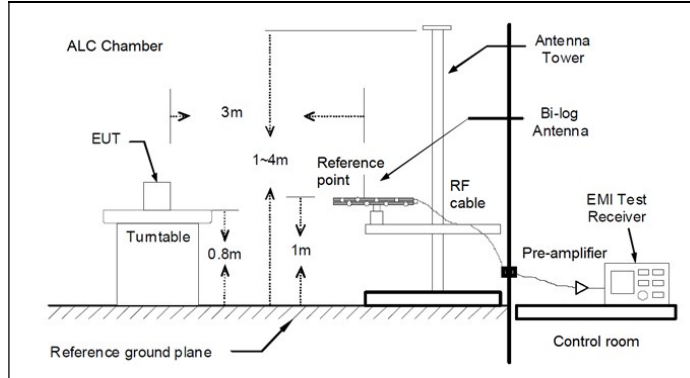 ALC Chamber
Antenna
Tower
3m
Bi-log
Antenna
EUT
1~4m
Reference
point
RF
cable
EMI Test
Receiver
Turntable
0.8m
1m
Pre-amplifier
Reference ground plane
Control room